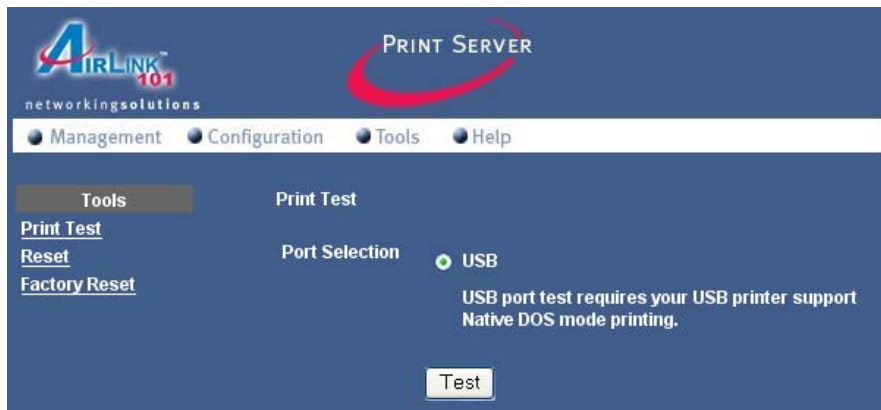 AIRLINK™
101
networkingsolutions
PRINT SERVER
Management Configuration Tools Help
Tools
Print Test
Reset
Factory Reset
Print Test
Port Selection
USB
USB port test requires your USB printer support
Native DOS mode printing.
Test